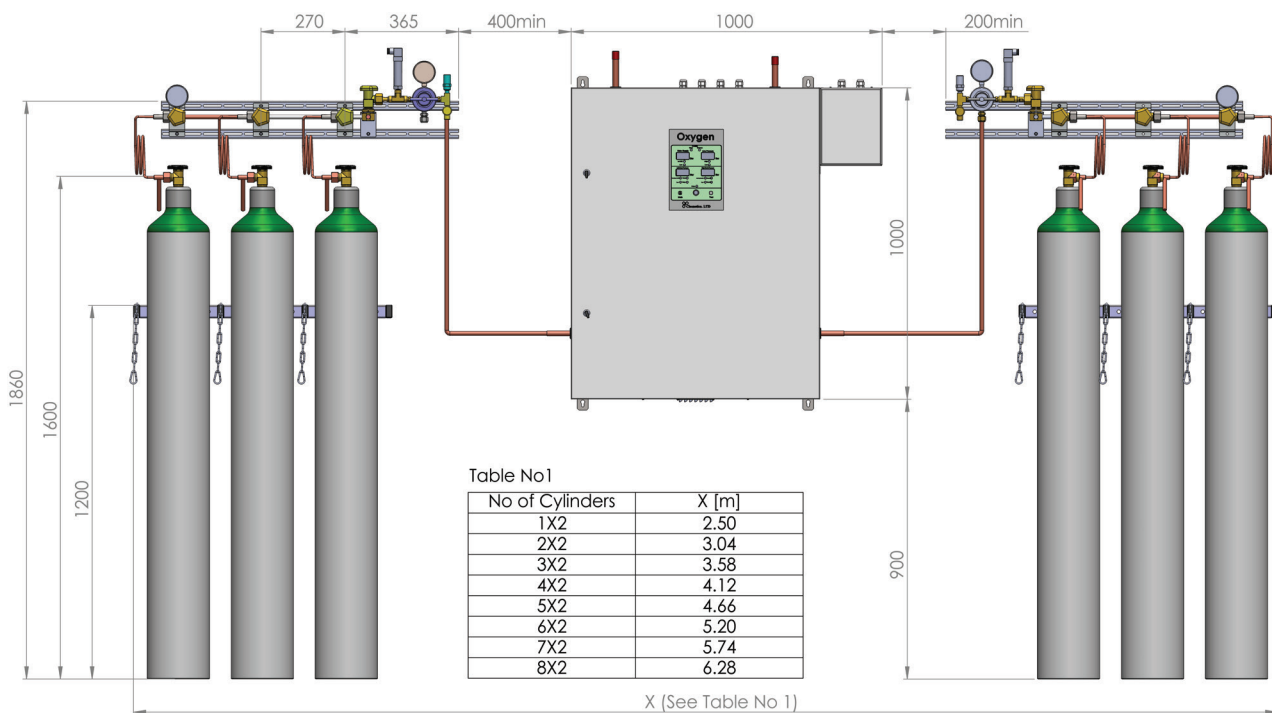 270
365
400min
1000
200min
Oxygen
1000
1860
1600
1200
900
Table No1
No of Cylinders X [m]
1X2 2.50
2X2 3.04
3X2 3.58
4X2 4.12
5X2 4.66
6X2 5.20
7X2 5.74
8X2 6.28
X (See Table No 1)